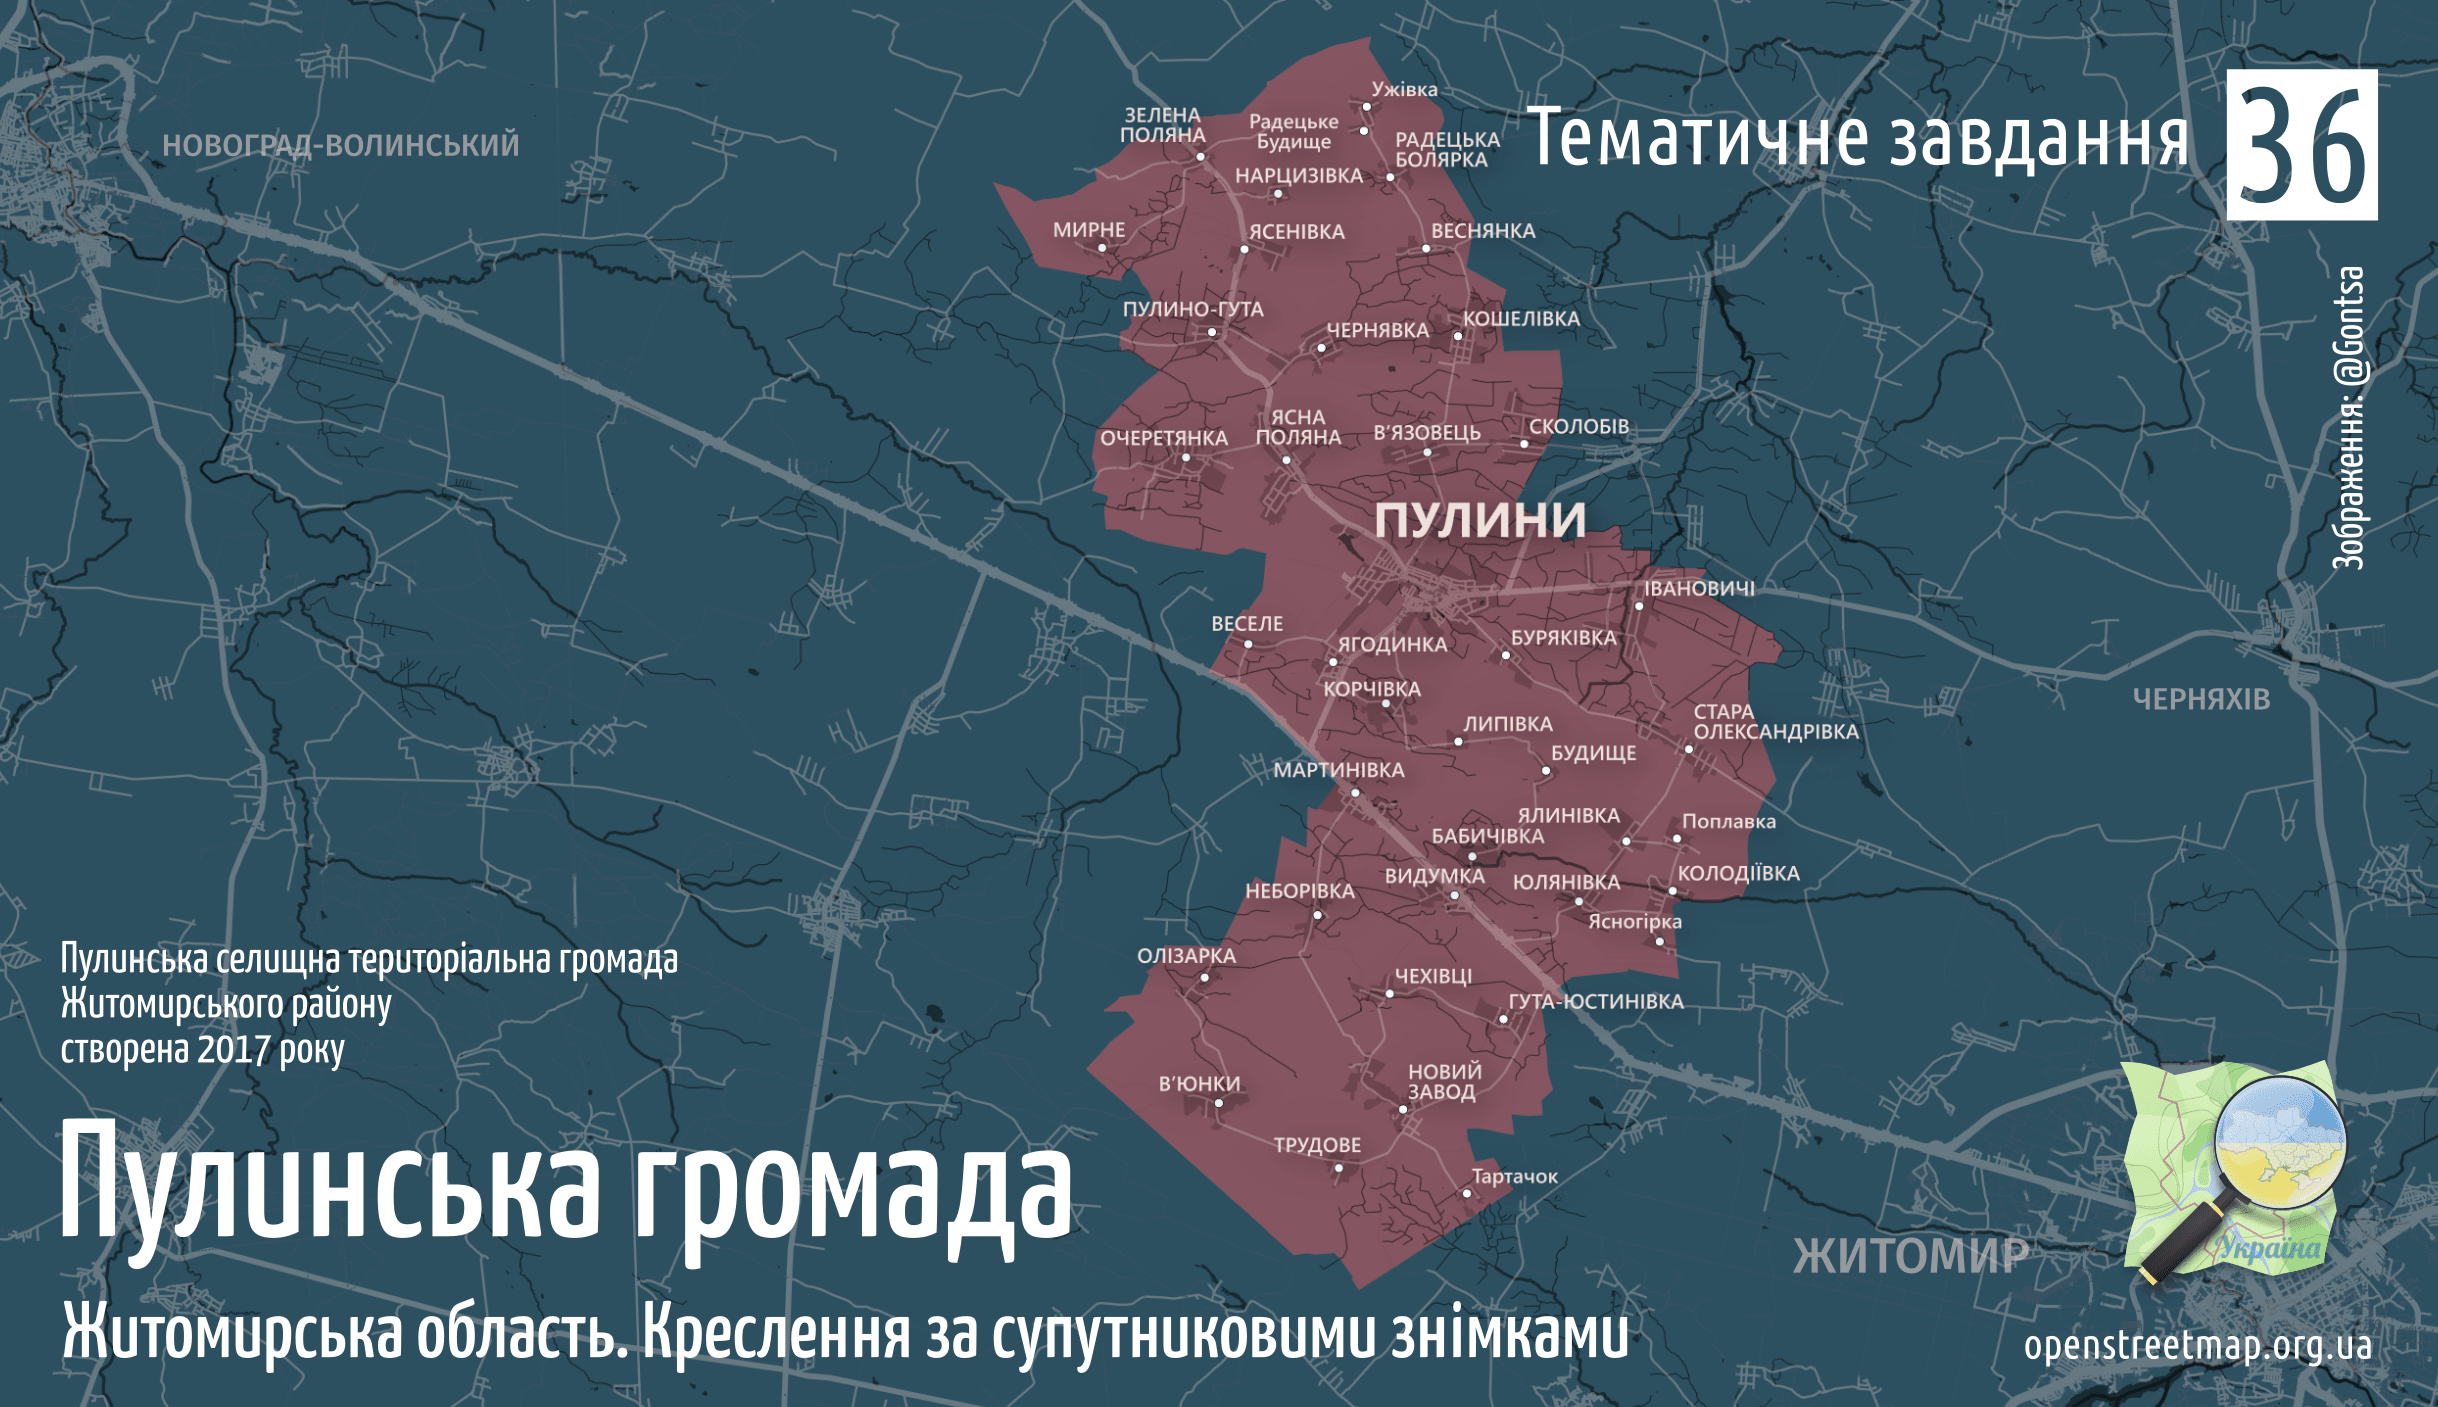 Тематичне завдання 36
Зображення: @Gontsa
НОВОГРАД-ВОЛИНСЬКИЙ
Ужівка
ЗЕЛЕНА
ПОЛЯНА
Радецьке
Будище
РАДЕЦЬКА
БОЛЯРКА
НАРЦИЗІВКА
МИРНЕ
ЯСЕНІВКА
ВЕСНЯНКА
ПУЛИНО-ГУТА
ЧЕРНЯВКА
КОШЕЛІВКА
ОЧЕРЕТЯНКА
ЯСНА
ПОЛЯНА
В'ЯЗОВЕЦЬ
СКОЛОБІВ
ПУЛИНИ
ІВАНОВИЧІ
ВЕСЕЛЕ
ЯГОДИНКА
БУРЯКІВКА
КОРЧІВКА
ЧЕРНЯХІВ
ЛИПІВКА
СТАРА
ОЛЕКСАНДРІВКА
БУДИЩЕ
МАРТИНІВКА
ЯЛИНІВКА
Поплавка
БАБИЧІВКА
ВИДУМКА
ЮЛЯНІВКА
КОЛОДІЇВКА
НЕБОРІВКА
Ясногірка
ОЛІЗАРКА
ЧЕХІВЦІ
ГУТА-ЮСТИНІВКА
В'ЮНКИ
НОВИЙ
ЗАВОД
ТРУДОВЕ
Тартачок
ЖИТОМИР
Пулинська селищна територіальна громада
Житомирського району
створена 2017 року
Пулинська громада
Житомирська область. Креслення за супутниковими знімками
Україна
openstreetmap.org.ua